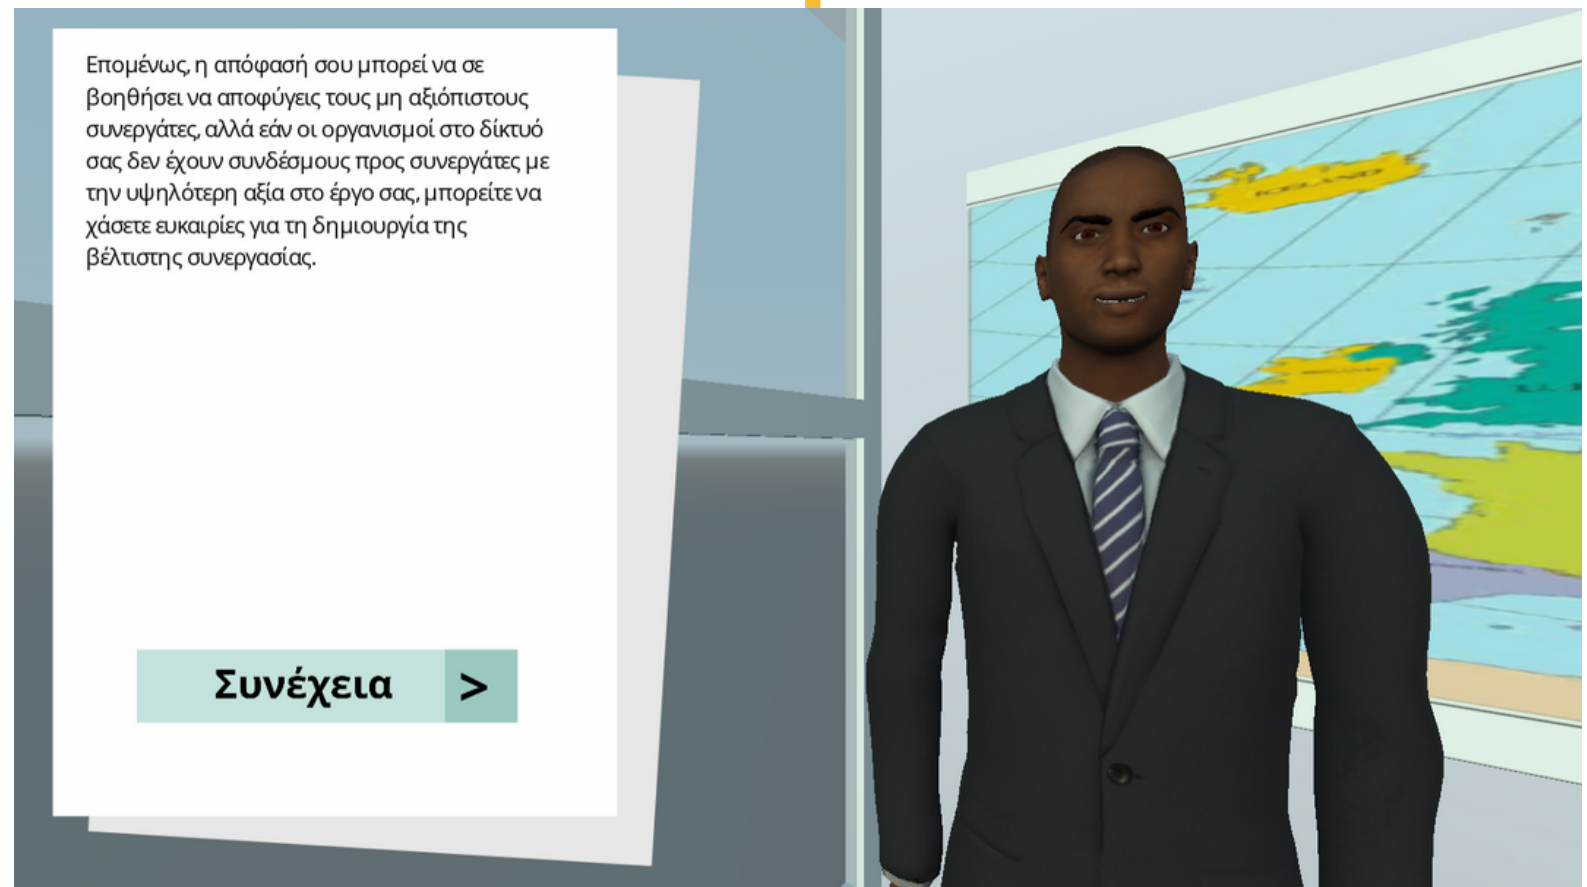 Επομένως, η απόφασή σου μπορεί να σε
βοηθήσει να αποφύγεις τους μη αξιόπιστους
συνεργάτες, αλλά εάν οι οργανισμοί στο δίκτυό
σας δεν έχουν συνδέσμους προς συνεργάτες με
την υψηλότερη αξία στο έργο σας, μπορείτε να
χάσετε ευκαιρίες για τη δημιουργία της
βέλτιστης συνεργασίας.
Συνέχεια >
ICELAND